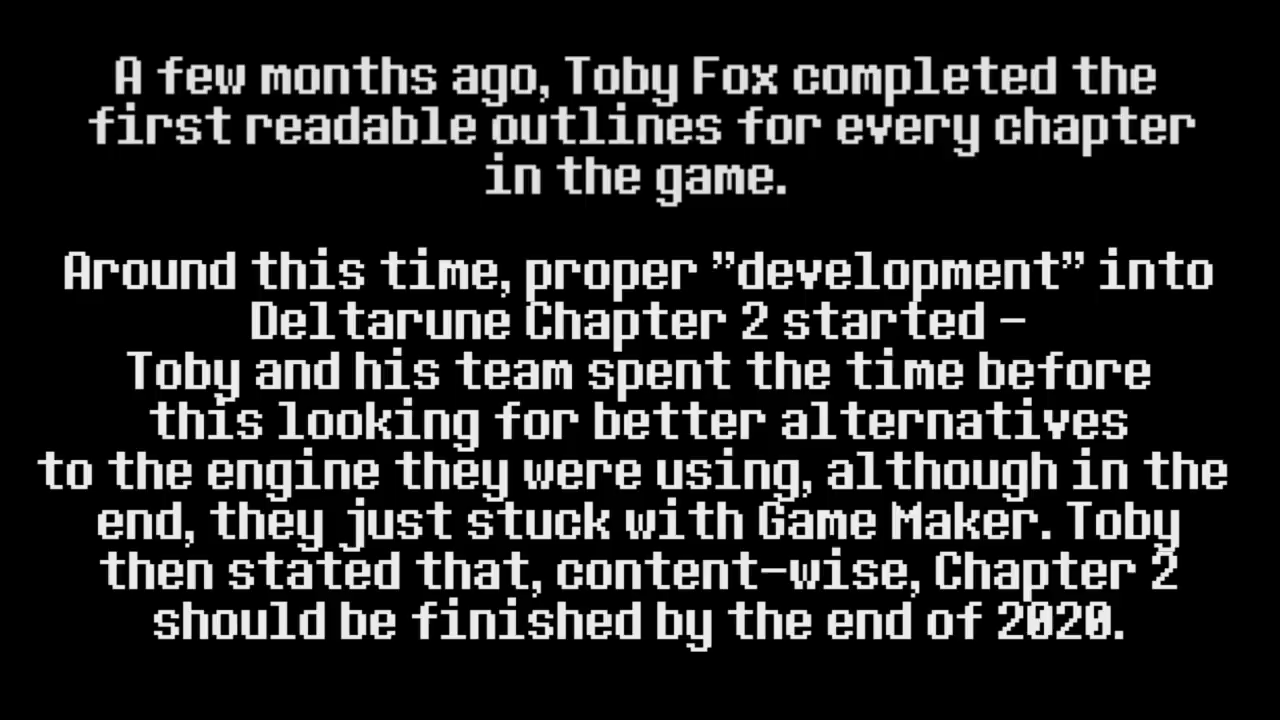 A few months ago, Toby Fox completed the
first readable outlines for every chapter
in the game.
Around this time, proper "development" into
Deltarune Chapter 2 started -
Toby and his team spent the time before
this looking for better alternatives
to the engine they were using, although in the
end, they just stuck with Game Maker. Toby
then stated that, content-wise, Chapter 2
should be finished by the end of 2020.